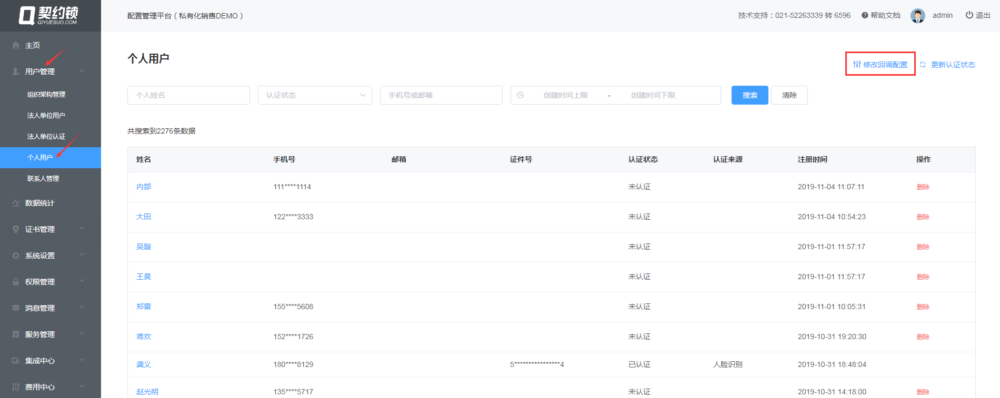 契约锁
QIYUESUO.COM
配置管理平台（私有化销售DEMO）
技术支持：021-52263339 转 6596
帮助文档
admin
退出
主页
用户管理
组织架构管理
法人单位用户
法人单位认证
个人用户
联系人管理
数据统计
证书管理
系统设置
权限管理
消息管理
服务管理
集成中心
费用中心
个人用户
修改回调配置
更新认证状态
个人姓名
认证状态
手机号或邮箱
创建时间上限 - 创建时间下限
搜索
清除
共搜索到2276条数据
姓名 手机号 邮箱 证件号 认证状态 认证来源 注册时间 操作
内部 111****1114 未认证 2019-11-04 11:07:11 删除
大田 122****3333 未认证 2019-11-04 10:54:23 删除
吴璇 未认证 2019-11-01 11:57:17 删除
王昊 未认证 2019-11-01 11:57:17 删除
郑雷 155****5608 未认证 2019-11-01 10:05:31 删除
蒋欢 152****1726 未认证 2019-10-31 19:20:30 删除
龚义 180****8129 5****************4 已认证 人脸识别 2019-10-31 18:48:04
赵光明 135****5717 未认证 2019-10-31 14:18:00 删除